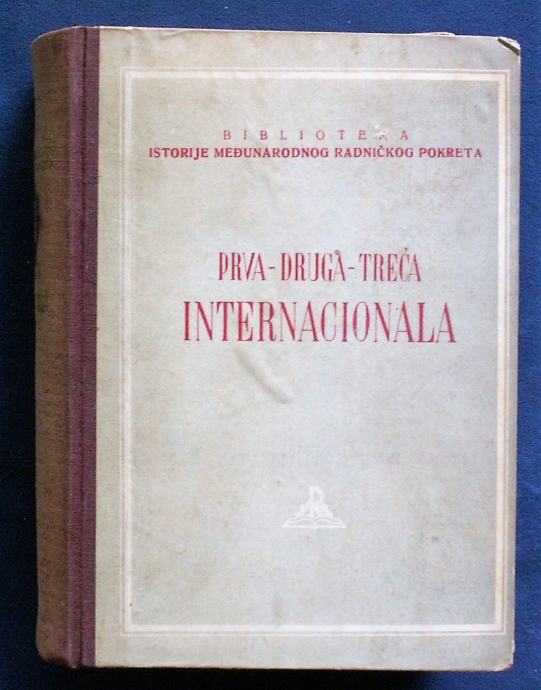 BIBLIOTEKA
ISTORIJE MEĐUNARODNOG RADNIČKOG POKRETA
PRVA-DRUGA-TREĆA
INTERNACIONALA
R